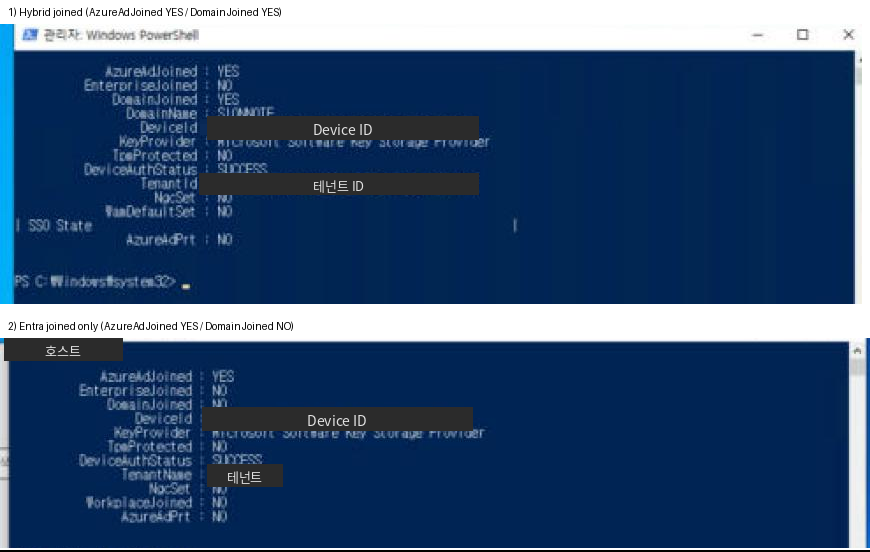 1) Hybrid joined (AzureAdJoined YES / DomainJoined YES)
관리자: Windows PowerShell
AzureAdJoined : YES
EnterpriseJoined : NO
DomainJoined : YES
DomainName : SIONNOTE
DeviceId Device ID
KeyProvider : Microsoft Software Key Storage Provider
TpmProtected : NO
DeviceAuthStatus : SUCCESS
TenantId 테넌트 ID
NgcSet : NO
WamDefaultSet : NO
| SSO State |
AzureAdPrt : NO
PS C:₩Windows₩system32> _
2) Entra joined only (AzureAdJoined YES / DomainJoined NO)
호스트
AzureAdJoined : YES
EnterpriseJoined : NO
DomainJoined : NO
DeviceId : Device ID
KeyProvider : Microsoft Software Key Storage Provider
TpmProtected : NO
DeviceAuthStatus : SUCCESS
TenantName : 테넌트
NgcSet : NO
WorkplaceJoined : NO
AzureAdPrt : NO